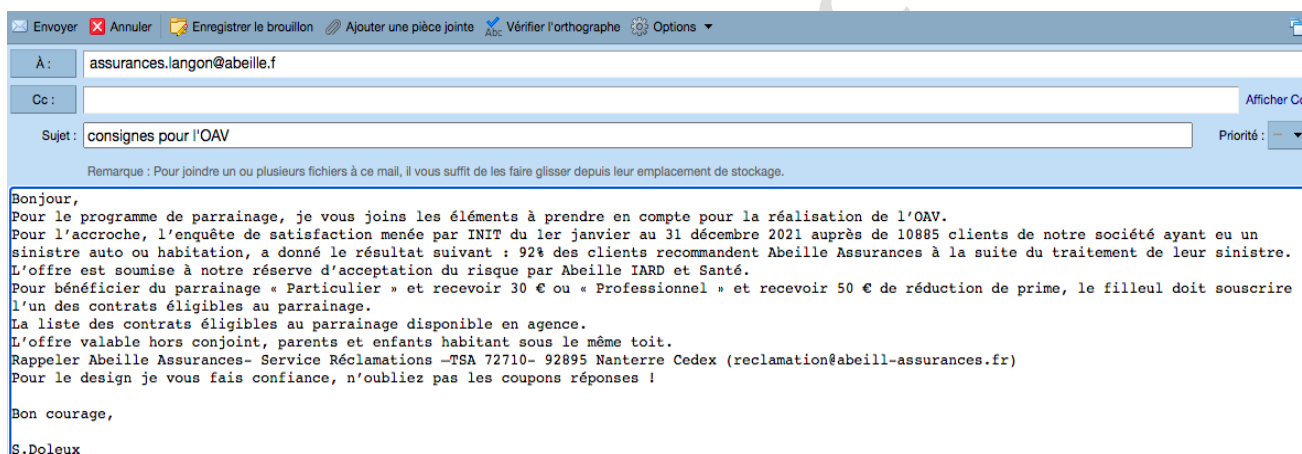 Envoyer Annuler Enregistrer le brouillon Ajouter une pièce jointe Abc Vérifier l'orthographe Options
À : assurances.langon@abeille.f
Cc : Afficher Cc
Sujet : consignes pour l'OAV Priorité : —
Remarque : Pour joindre un ou plusieurs fichiers à ce mail, il vous suffit de les faire glisser depuis leur emplacement de stockage.
Bonjour,
Pour le programme de parrainage, je vous joins les éléments à prendre en compte pour la réalisation de l'OAV.
Pour l'accroche, l'enquête de satisfaction menée par INIT du 1er janvier au 31 décembre 2021 auprès de 10885 clients de notre société ayant eu un
sinistre auto ou habitation, a donné le résultat suivant : 92% des clients recommandent Abeille Assurances à la suite du traitement de leur sinistre.
L'offre est soumise à notre réserve d'acceptation du risque par Abeille IARD et Santé.
Pour bénéficier du parrainage « Particulier » et recevoir 30 € ou « Professionnel » et recevoir 50 € de réduction de prime, le filleul doit souscrire
l'un des contrats éligibles au parrainage.
La liste des contrats éligibles au parrainage disponible en agence.
L'offre valable hors conjoint, parents et enfants habitant sous le même toit.
Rappeler Abeille Assurances- Service Réclamations –TSA 72710- 92895 Nanterre Cedex (reclamation@abeill-assurances.fr)
Pour le design je vous fais confiance, n'oubliez pas les coupons réponses !
Bon courage,
S.Doleux